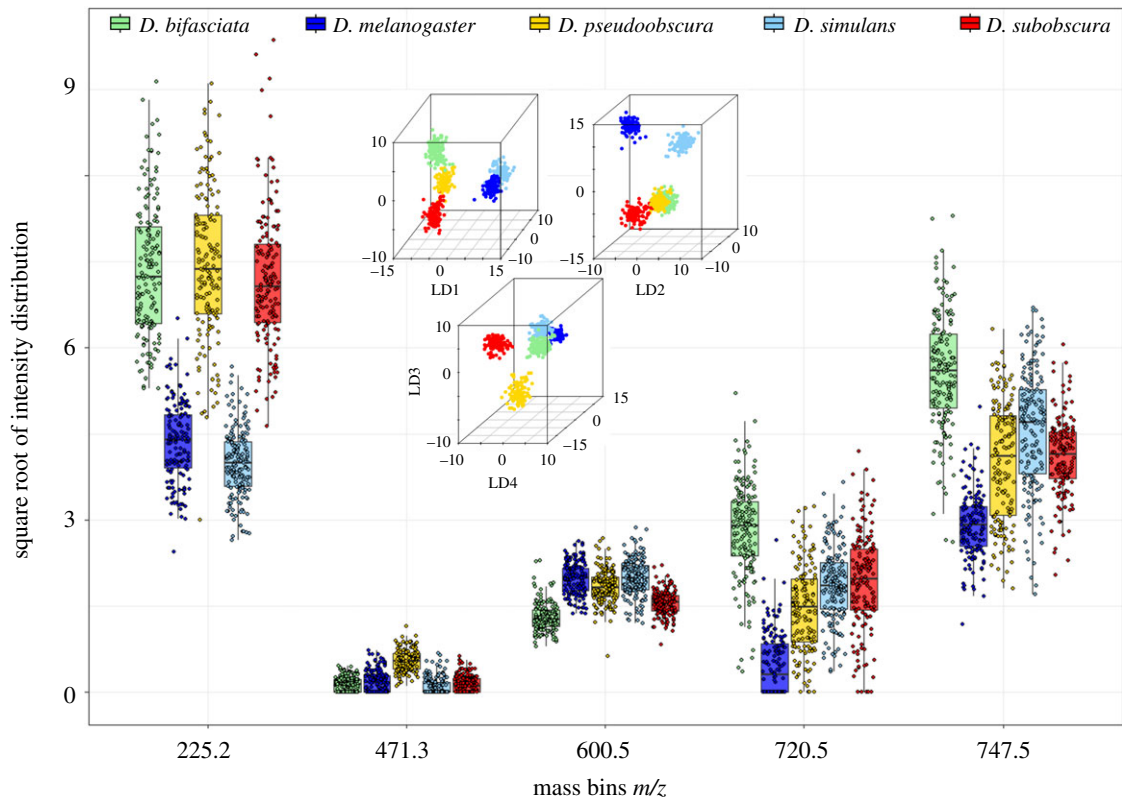 D. bifasciata D. melanogaster D. pseudoobscura D. simulans D. subobscura
square root of intensity distribution
9
6
3
0
10
0
−10
−15 0 15
−10
0
10
LD1
15
0
−15
−10 0 10
−10
0
10
LD2
LD3
10
0
−10
−10 0 10
−15
0
15
LD4
225.2 471.3 600.5 720.5 747.5
mass bins m/z